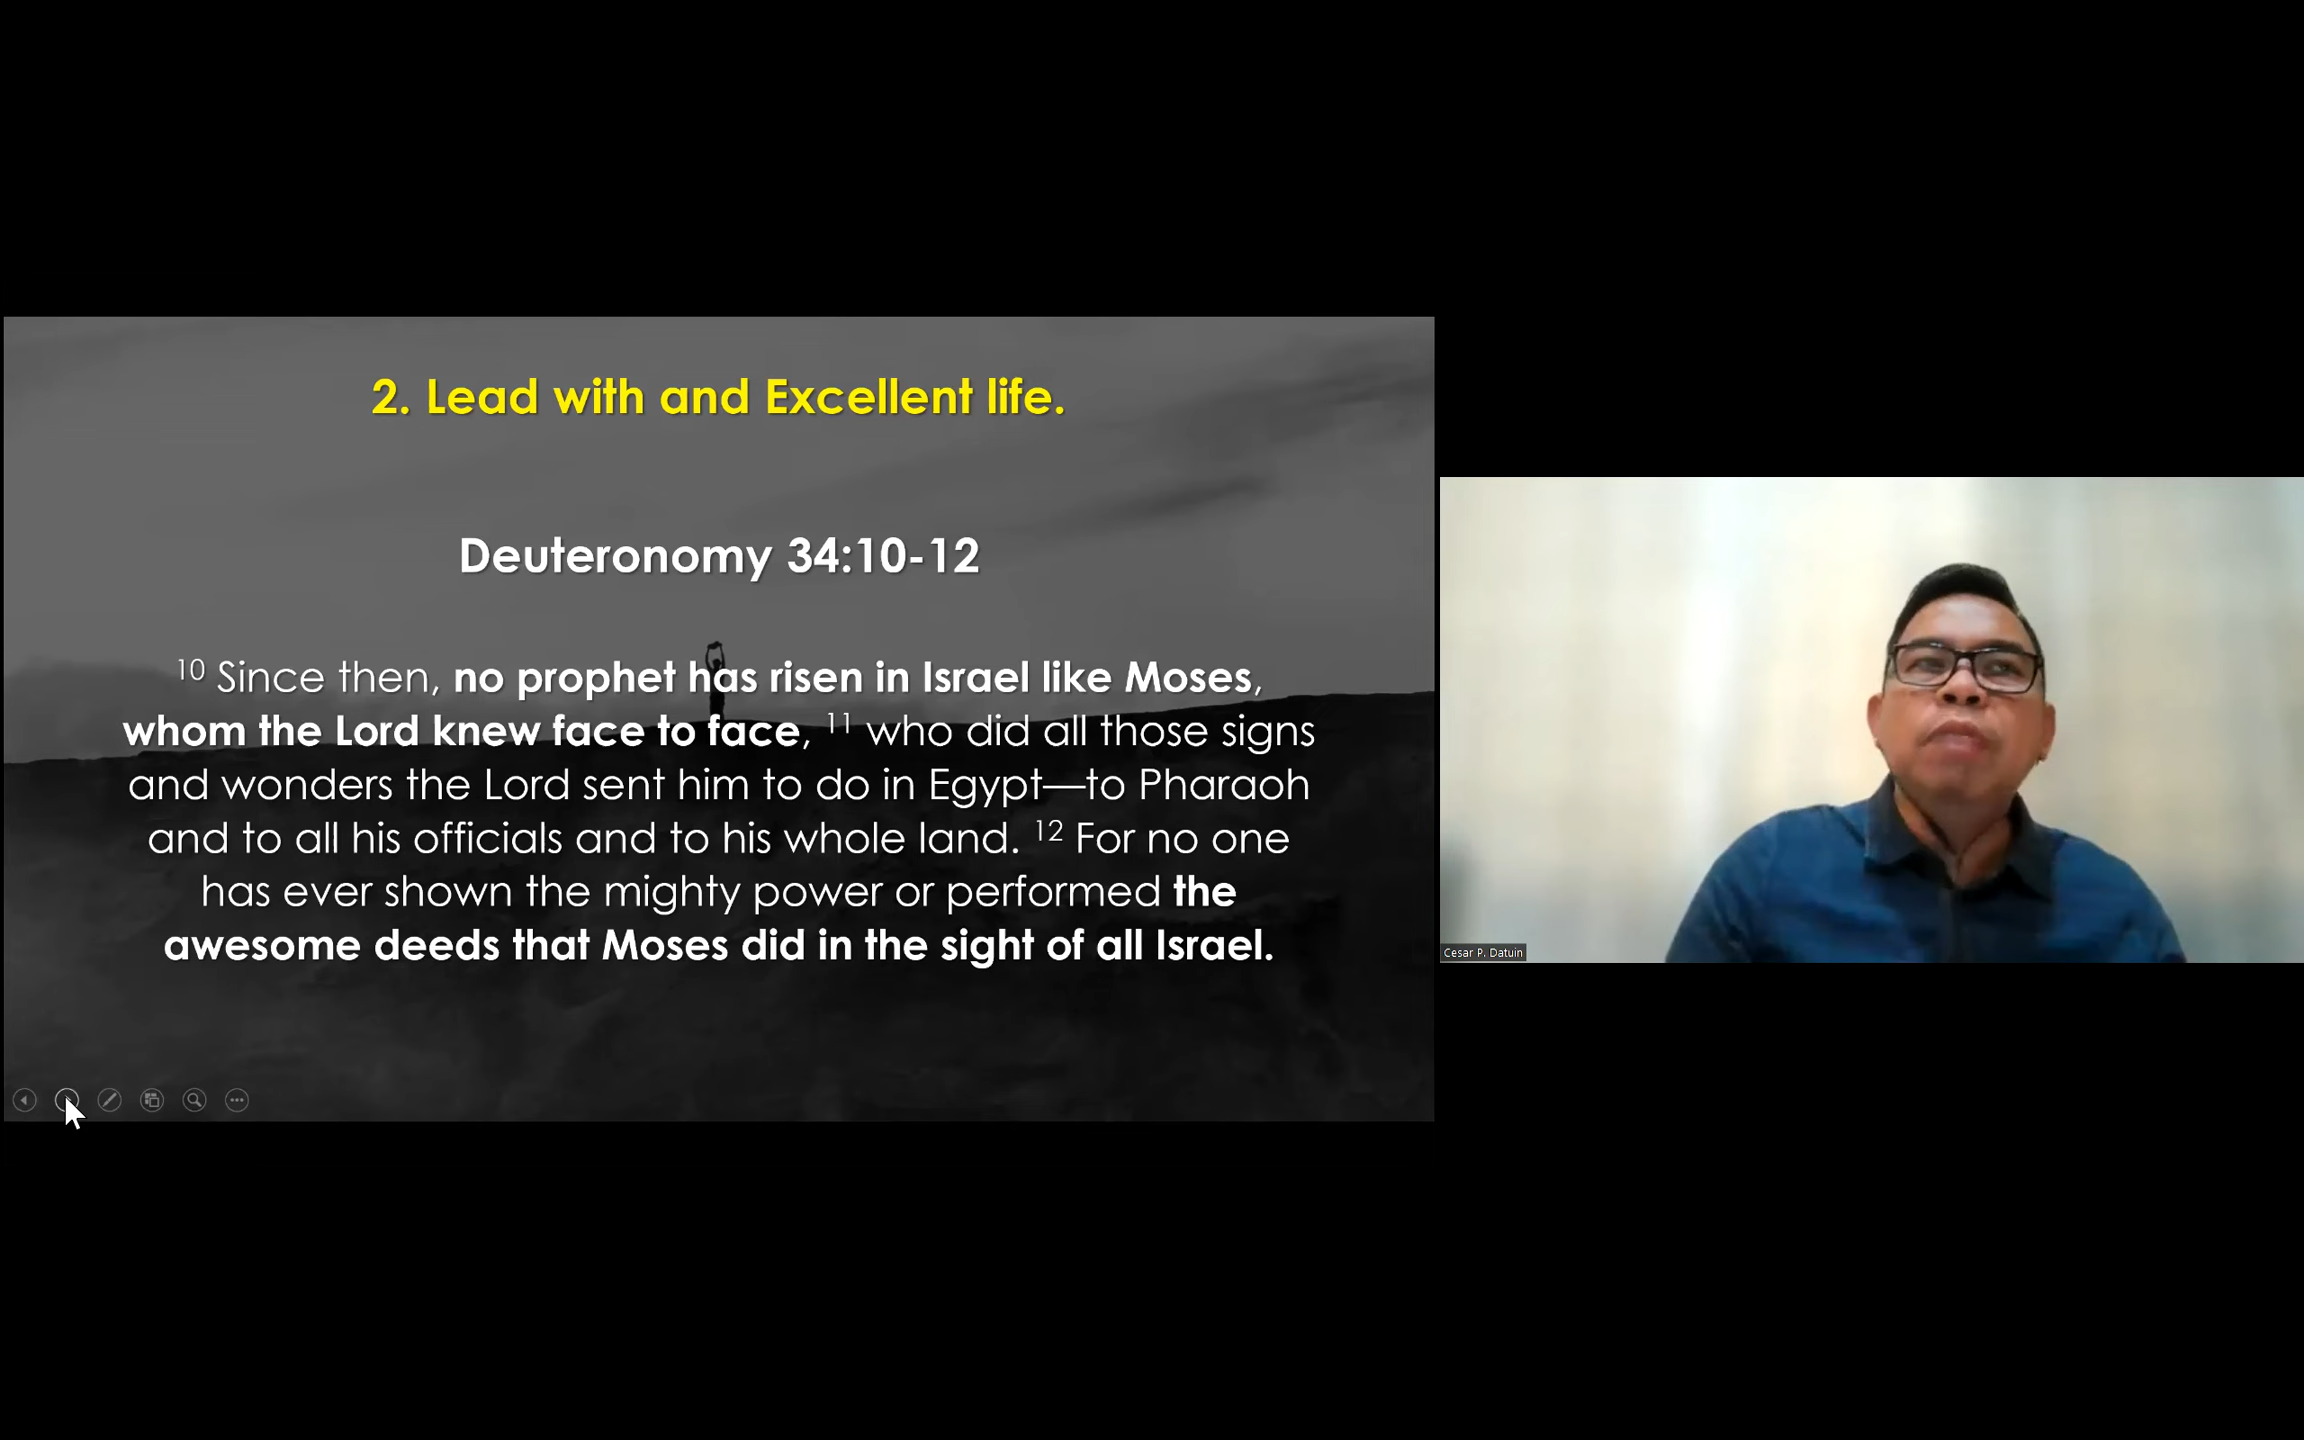 2. Lead with and Excellent life.
Deuteronomy 34:10-12
10 Since then, no prophet has risen in Israel like Moses,
whom the Lord knew face to face, 11 who did all those signs
and wonders the Lord sent him to do in Egypt—to Pharaoh
and to all his officials and to his whole land. 12 For no one
has ever shown the mighty power or performed the
awesome deeds that Moses did in the sight of all Israel.
Cesar P. Datuin